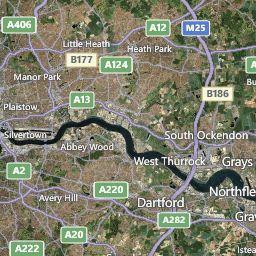 A406
A12
M25
Little Heath
Heath Park
B177
A124
Manor Park
B186
A13
Plaistow
Silvertown
South Ockendon
Abbey Wood
West Thurrock
Grays
A2
A220
Northfle
Avery Hill
Dartford
A282
Gra
A20
A222
Istea